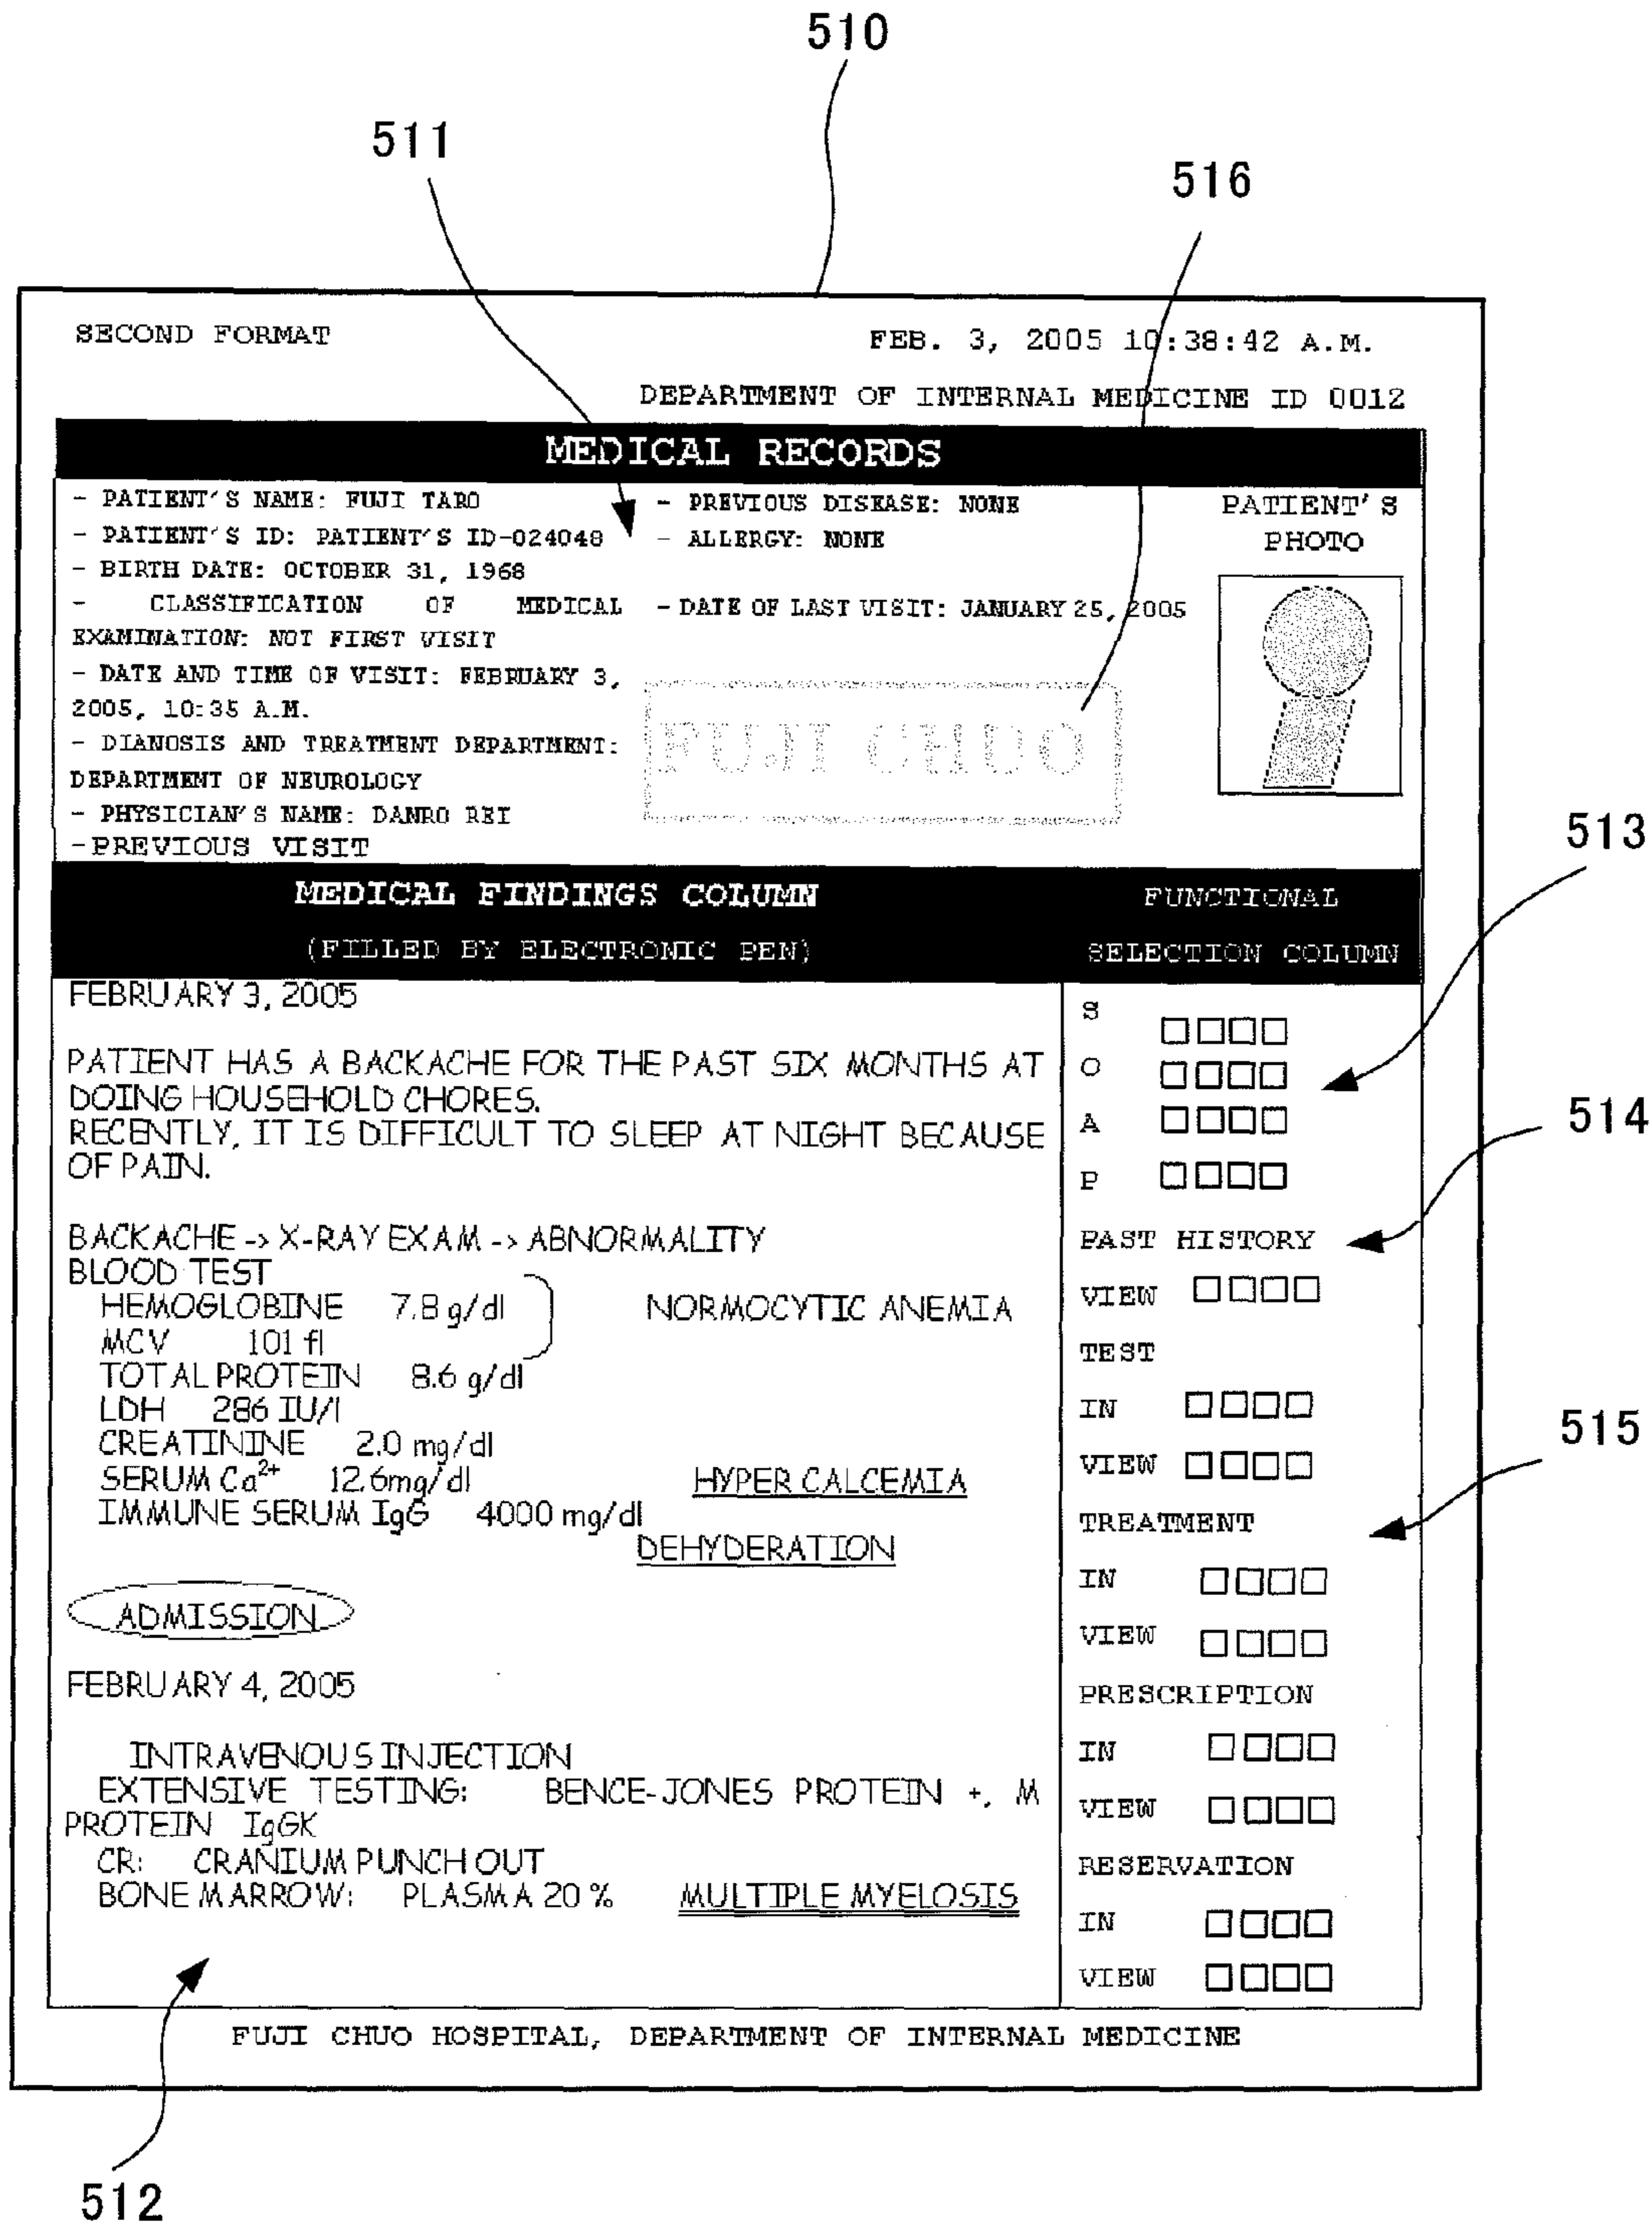 510
511
516
SECOND FORMAT
FEB. 3, 2005 10:38:42 A.M.
DEPARTMENT OF INTERNAL MEDICINE ID 0012
MEDICAL RECORDS
- PATIENT'S NAME: FUJI TARO
- PATIENT'S ID: PATIENT'S ID-024048
- BIRTH DATE: OCTOBER 31, 1968
- CLASSIFICATION OF MEDICAL
EXAMINATION: NOT FIRST VISIT
- DATE AND TIME OF VISIT: FEBRUARY 3,
2005, 10:35 A.M.
- DIANOSIS AND TREATMENT DEPARTMENT:
DEPARTMENT OF NEUROLOGY
- PHYSICIAN'S NAME: DANRO REI
-PREVIOUS VISIT
- PREVIOUS DISEASE: NONE
- ALLERGY: NONE
- DATE OF LAST VISIT: JANUARY 25, 2005
FUJI CHUO
PATIENT'S
PHOTO
513
MEDICAL FINDINGS COLUMN
(FILLED BY ELECTRONIC PEN)
FUNCTIONAL
SELECTION COLUMN
FEBRUARY 3, 2005
PATIENT HAS A BACKACHE FOR THE PAST SIX MONTHS AT
DOING HOUSEHOLD CHORES.
RECENTLY, IT IS DIFFICULT TO SLEEP AT NIGHT BECAUSE
OF PAIN.
BACKACHE -> X-RAY EXAM -> ABNORMALITY
BLOOD TEST
HEMOGLOBINE 7.8 g/dl NORMOCYTIC ANEMIA
MCV 101 fl
TOTAL PROTEIN 8.6 g/dl
LDH 286 IU/l
CREATININE 2.0 mg/dl
SERUM Ca2+ 12.6mg/dl HYPER CALCEMIA
IMMUNE SERUM IgG 4000 mg/dl
DEHYDERATION
ADMISSION
FEBRUARY 4, 2005
INTRAVENOUS INJECTION
EXTENSIVE TESTING: BENCE-JONES PROTEIN +, M
PROTEIN IgGK
CR: CRANIUM PUNCH OUT
BONE MARROW: PLASMA 20 % MULTIPLE MYELOSIS
S □□□□
O □□□□
A □□□□
P □□□□
514
PAST HISTORY
VIEW □□□□
TEST
IN □□□□
VIEW □□□□
515
TREATMENT
IN □□□□
VIEW □□□□
PRESCRIPTION
IN □□□□
VIEW □□□□
RESERVATION
IN □□□□
VIEW □□□□
FUJI CHUO HOSPITAL, DEPARTMENT OF INTERNAL MEDICINE
512